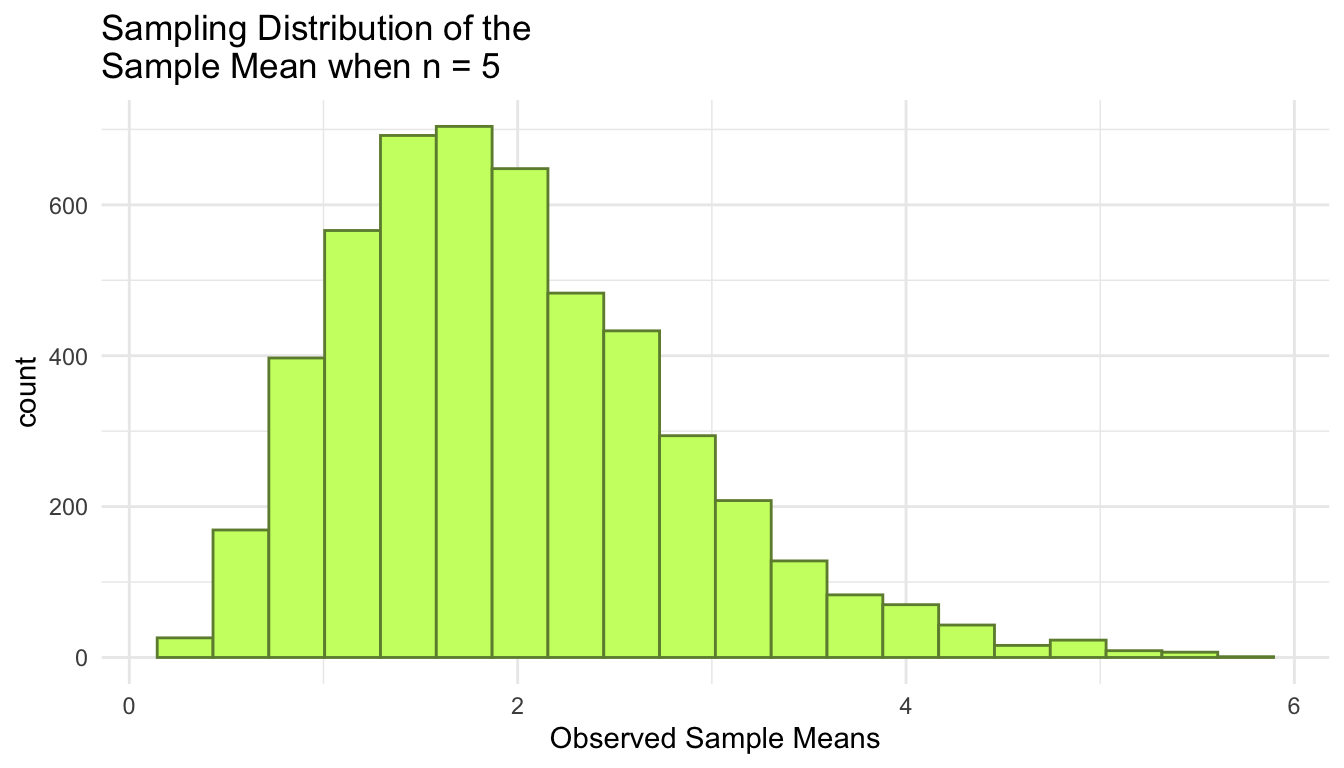 Sampling Distribution of the
Sample Mean when n = 5
count
600
400
200
0
0 2 4 6
Observed Sample Means